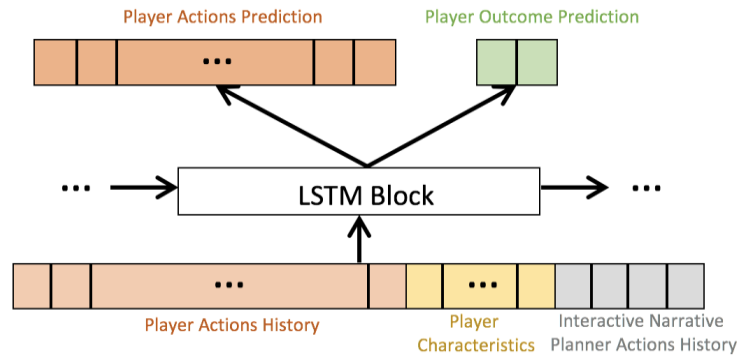 Player Actions Prediction
Player Outcome Prediction
...
... LSTM Block ...
... ...
Player Actions History
Player
Characteristics
Interactive Narrative
Planner Actions History